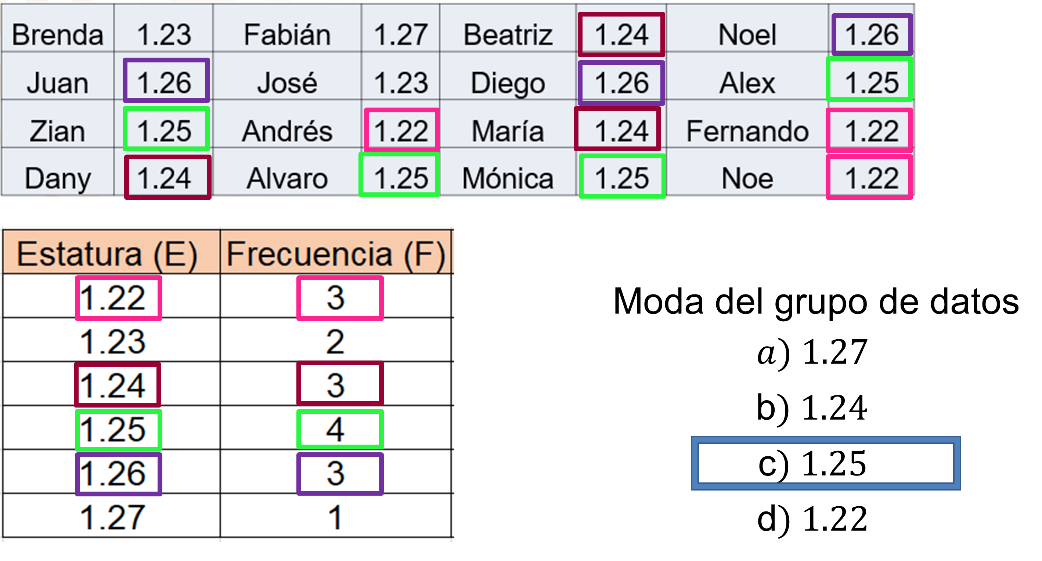 Brenda 1.23 Fabián 1.27 Beatriz 1.24 Noel 1.26
Juan 1.26 José 1.23 Diego 1.26 Alex 1.25
Zian 1.25 Andrés 1.22 María 1.24 Fernando 1.22
Dany 1.24 Alvaro 1.25 Mónica 1.25 Noe 1.22
Estatura (E) Frecuencia (F)
1.22 3
1.23 2
1.24 3
1.25 4
1.26 3
1.27 1
Moda del grupo de datos
a) 1.27
b) 1.24
c) 1.25
d) 1.22